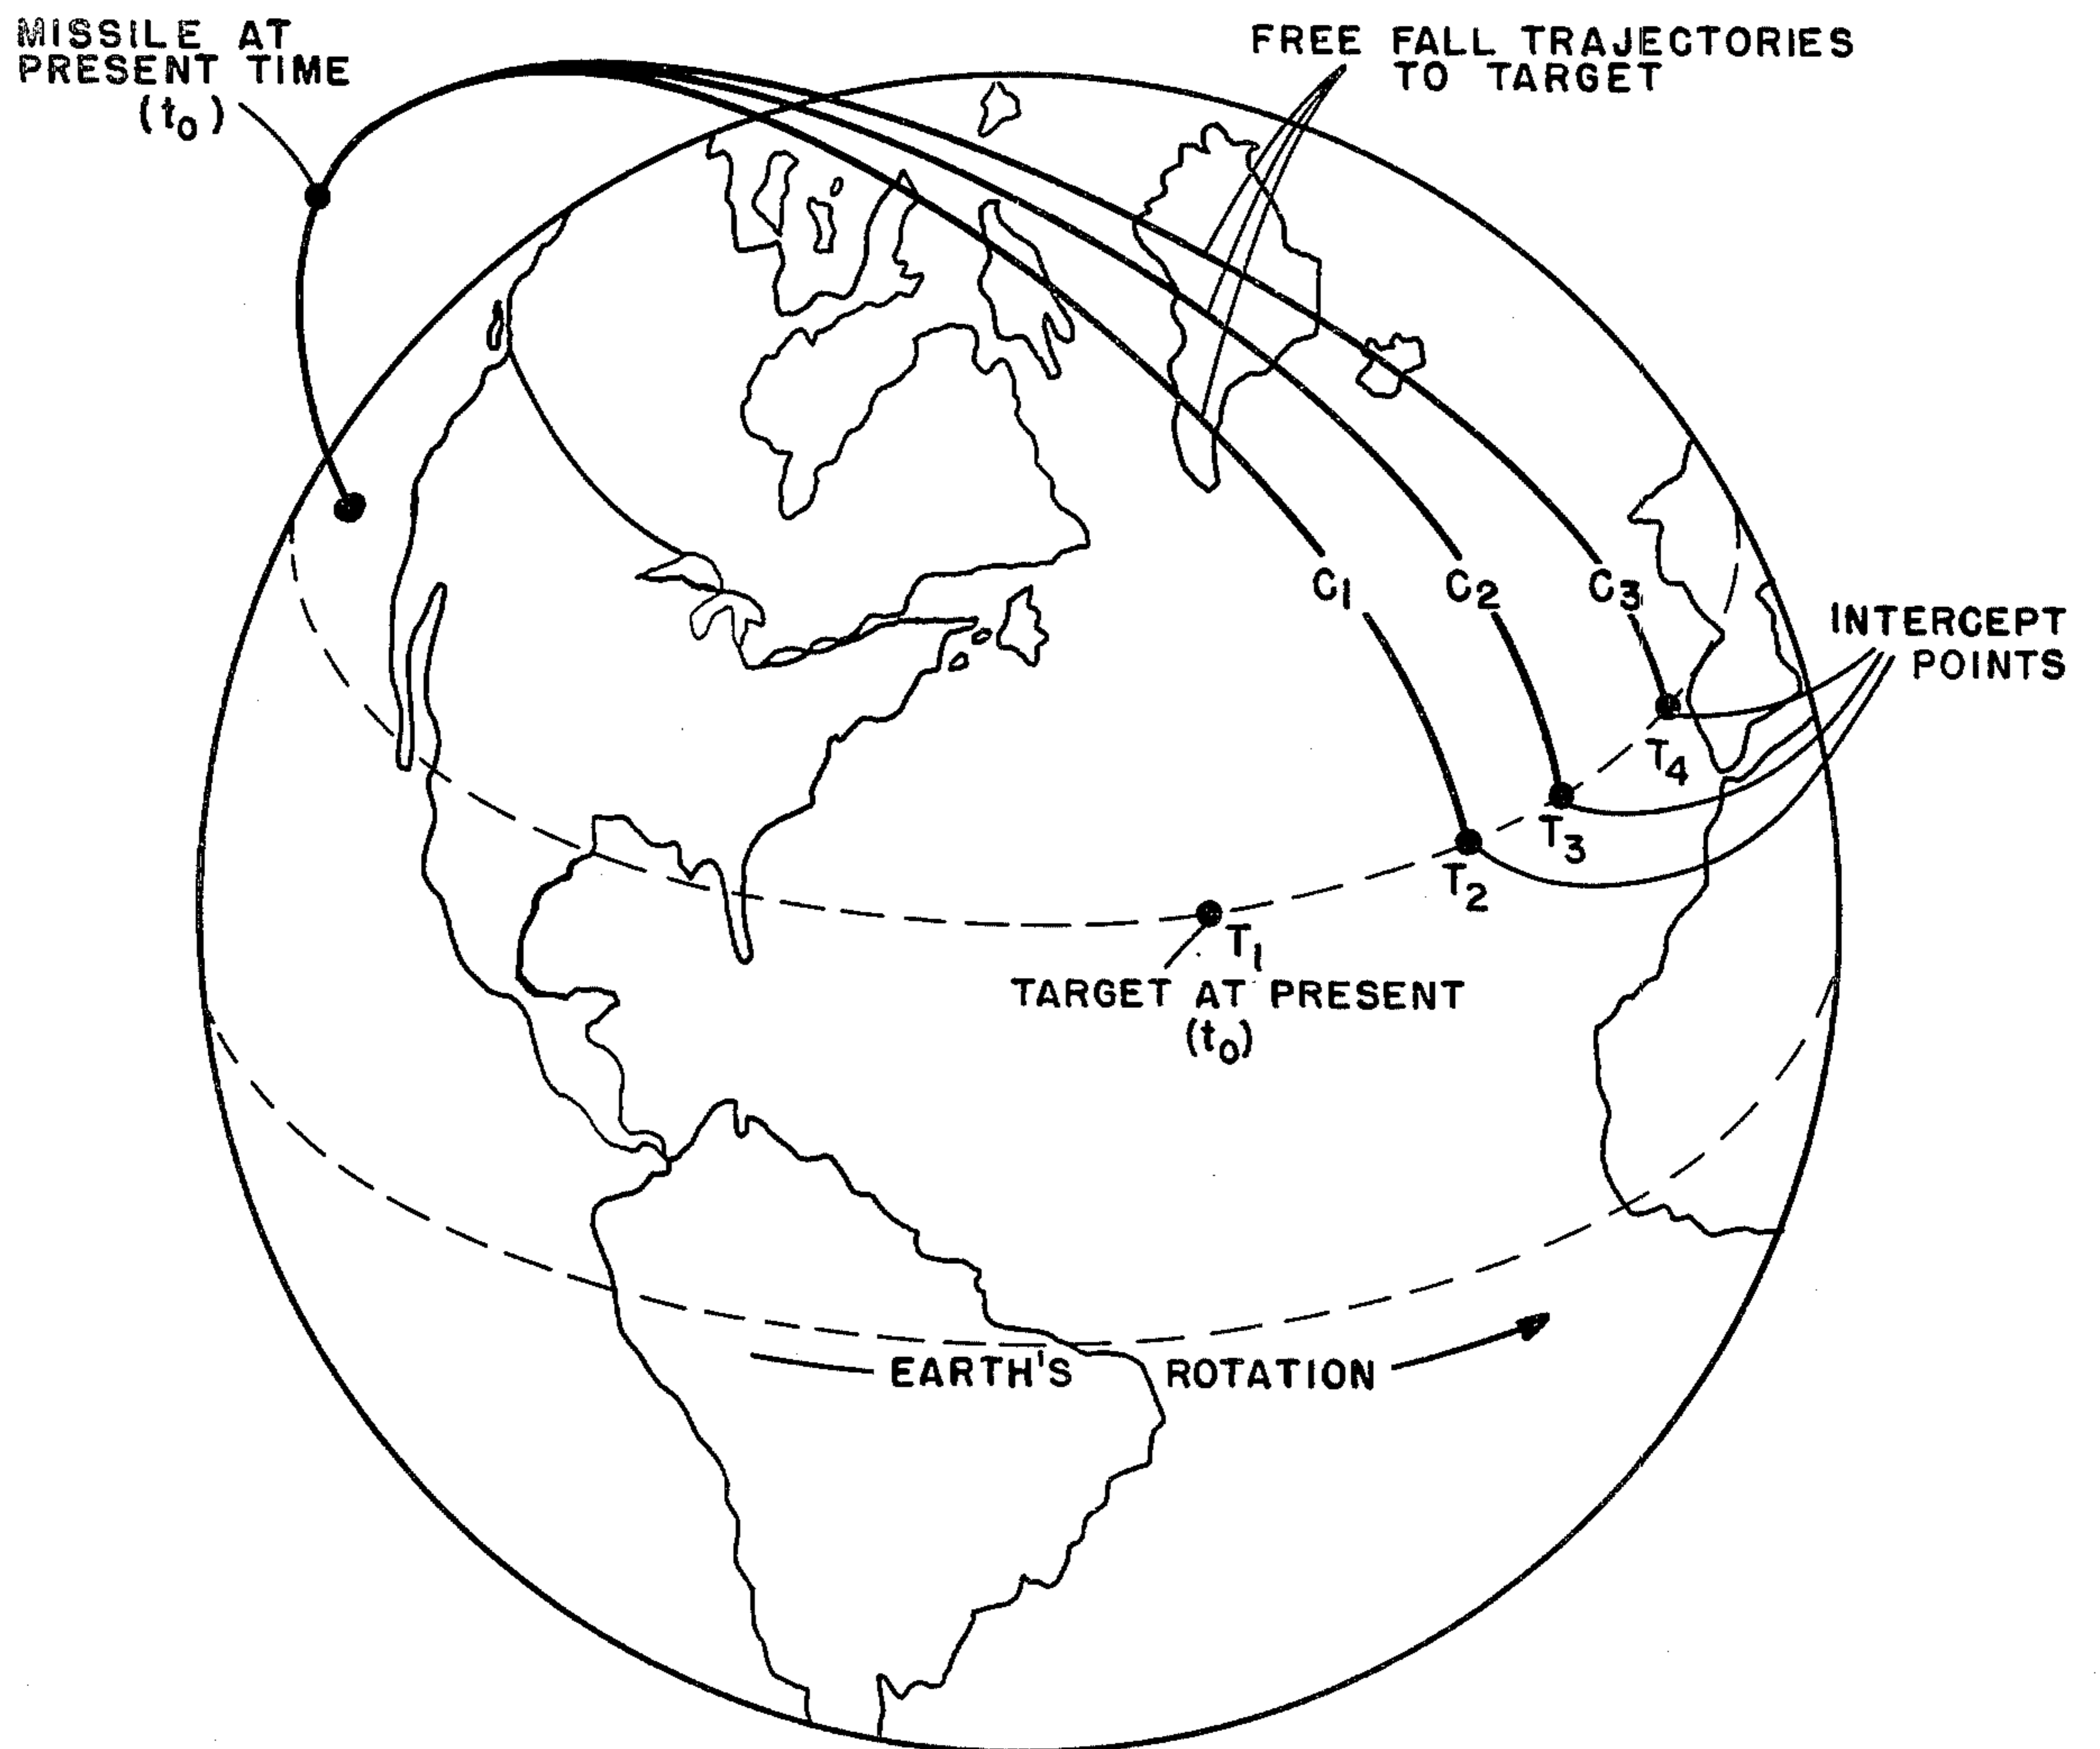 MISSILE AT
PRESENT TIME
(t0)
FREE FALL TRAJECTORIES
TO TARGET
C1
C2
C3
INTERCEPT
POINTS
T4
T3
T2
T1
TARGET AT PRESENT
(t0)
EARTH'S ROTATION